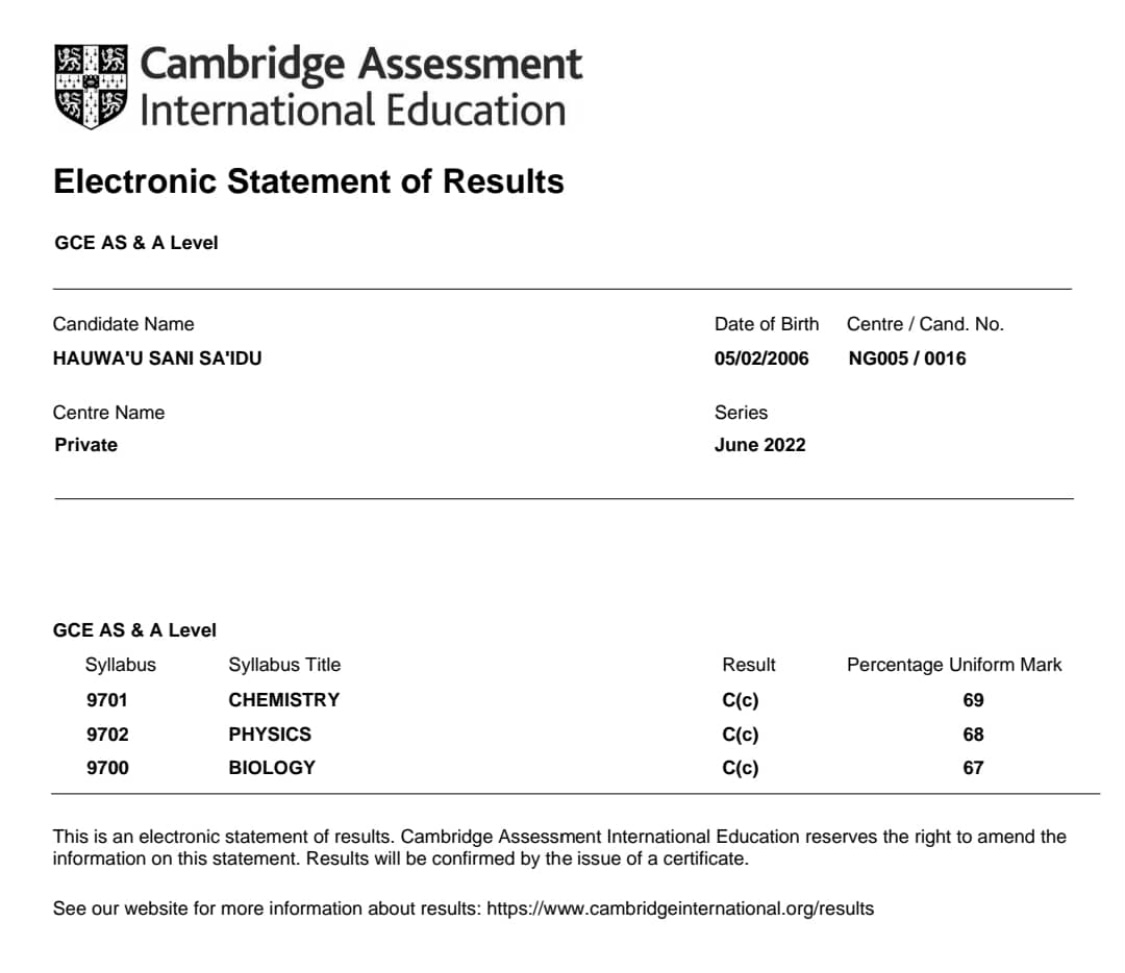 Cambridge Assessment
International Education
Electronic Statement of Results
GCE AS & A Level
Candidate Name Date of Birth Centre / Cand. No.
HAUWA'U SANI SA'IDU 05/02/2006 NG005 / 0016
Centre Name Series
Private June 2022
GCE AS & A Level
Syllabus Syllabus Title Result Percentage Uniform Mark
9701 CHEMISTRY C(c) 69
9702 PHYSICS C(c) 68
9700 BIOLOGY C(c) 67
This is an electronic statement of results. Cambridge Assessment International Education reserves the right to amend the
information on this statement. Results will be confirmed by the issue of a certificate.
See our website for more information about results: https://www.cambridgeinternational.org/results